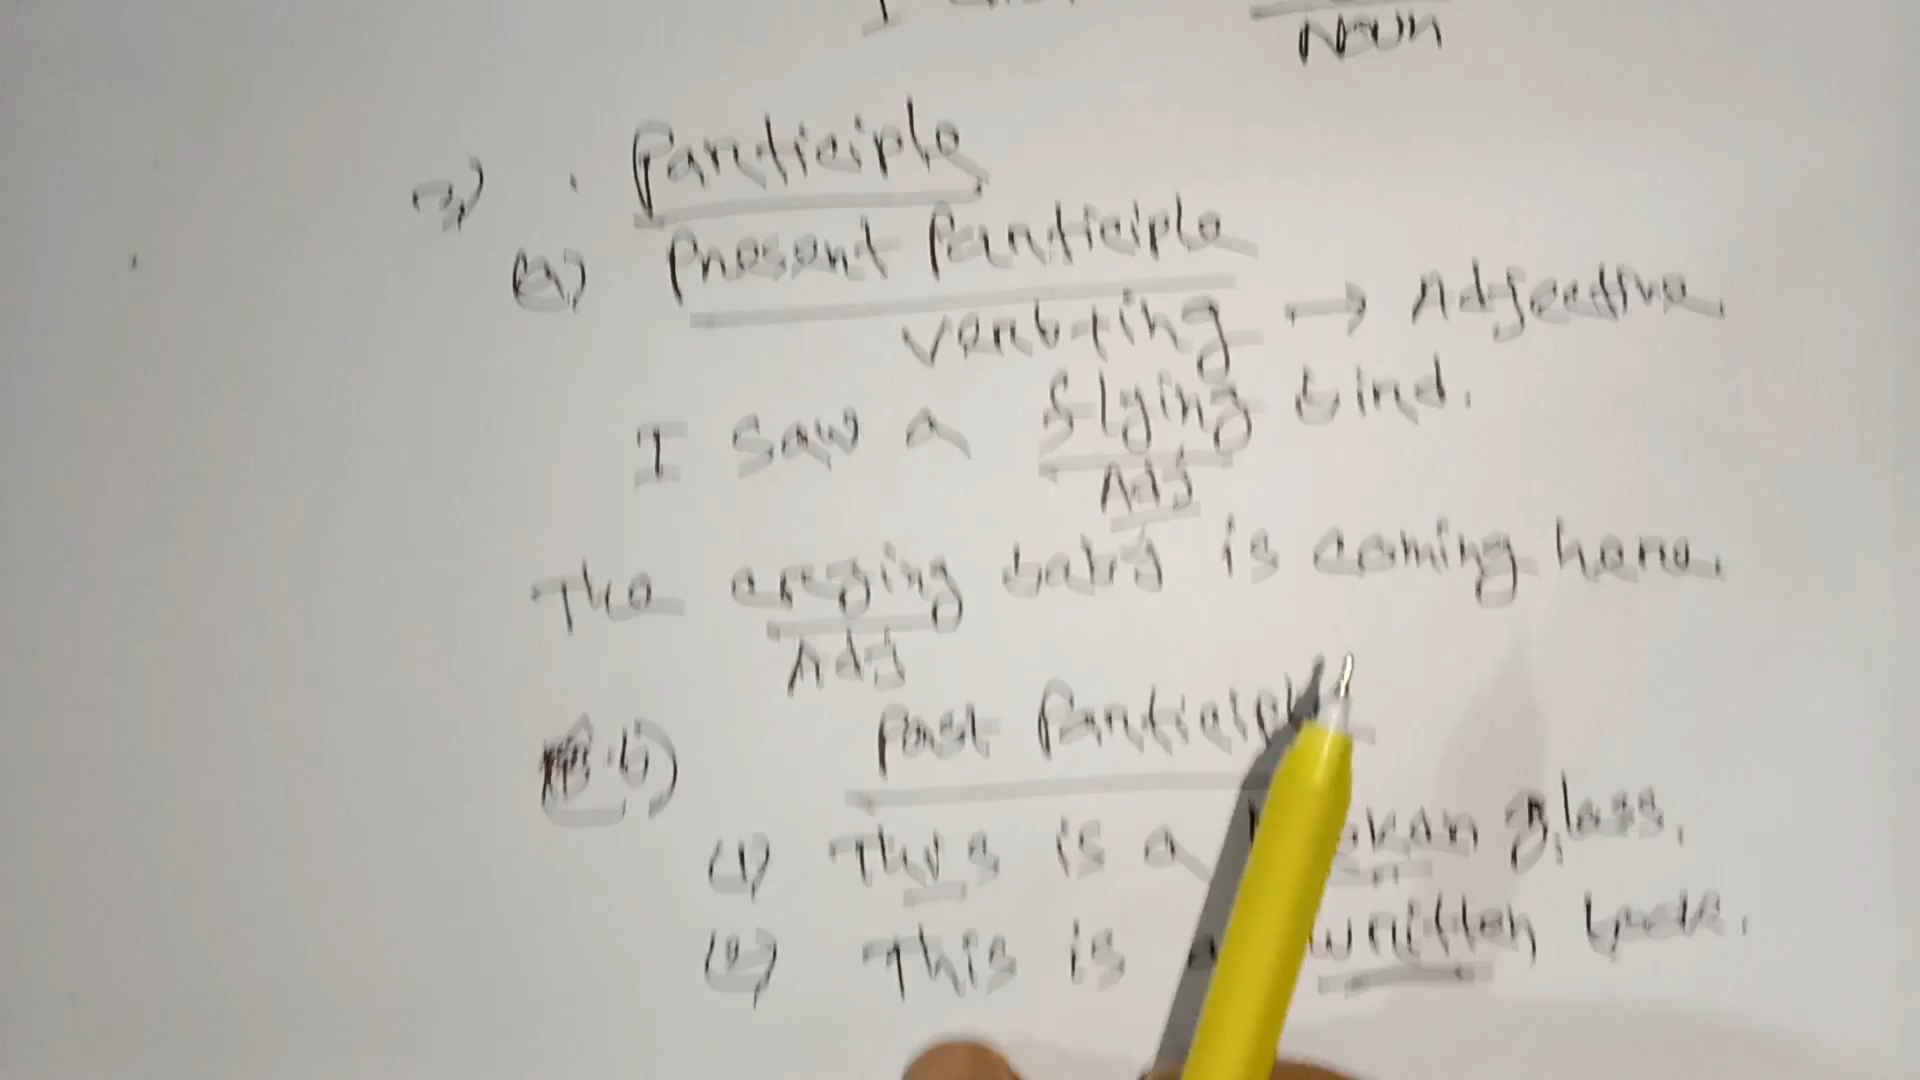 Noun
2) Participle
(a) Present Participle
verb+ing → Adjective.
I saw a flying bird.
Adj
The crying baby is coming here.
Adj
(b) Past Participle
(1) This is a broken glass.
(2) This is a written book.